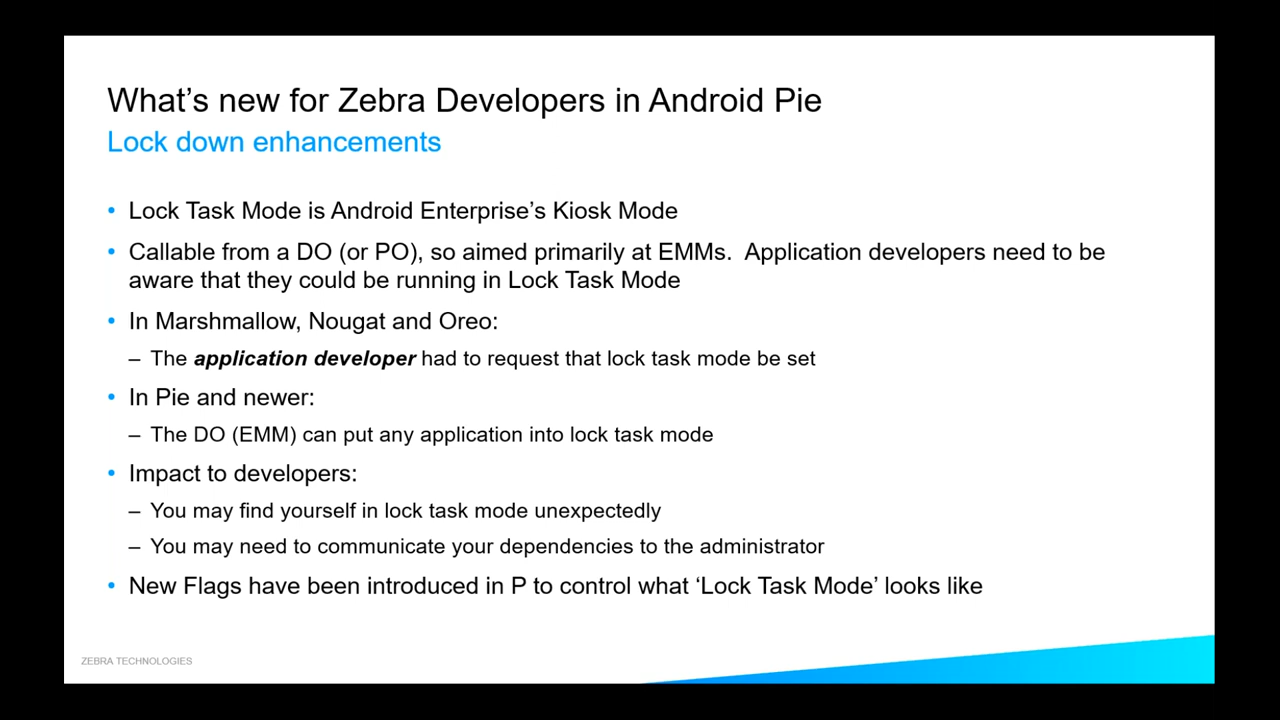 What's new for Zebra Developers in Android Pie
Lock down enhancements
• Lock Task Mode is Android Enterprise's Kiosk Mode
• Callable from a DO (or PO), so aimed primarily at EMMs.  Application developers need to be
aware that they could be running in Lock Task Mode
• In Marshmallow, Nougat and Oreo:
– The application developer had to request that lock task mode be set
• In Pie and newer:
– The DO (EMM) can put any application into lock task mode
• Impact to developers:
– You may find yourself in lock task mode unexpectedly
– You may need to communicate your dependencies to the administrator
• New Flags have been introduced in P to control what ‘Lock Task Mode’ looks like
ZEBRA TECHNOLOGIES